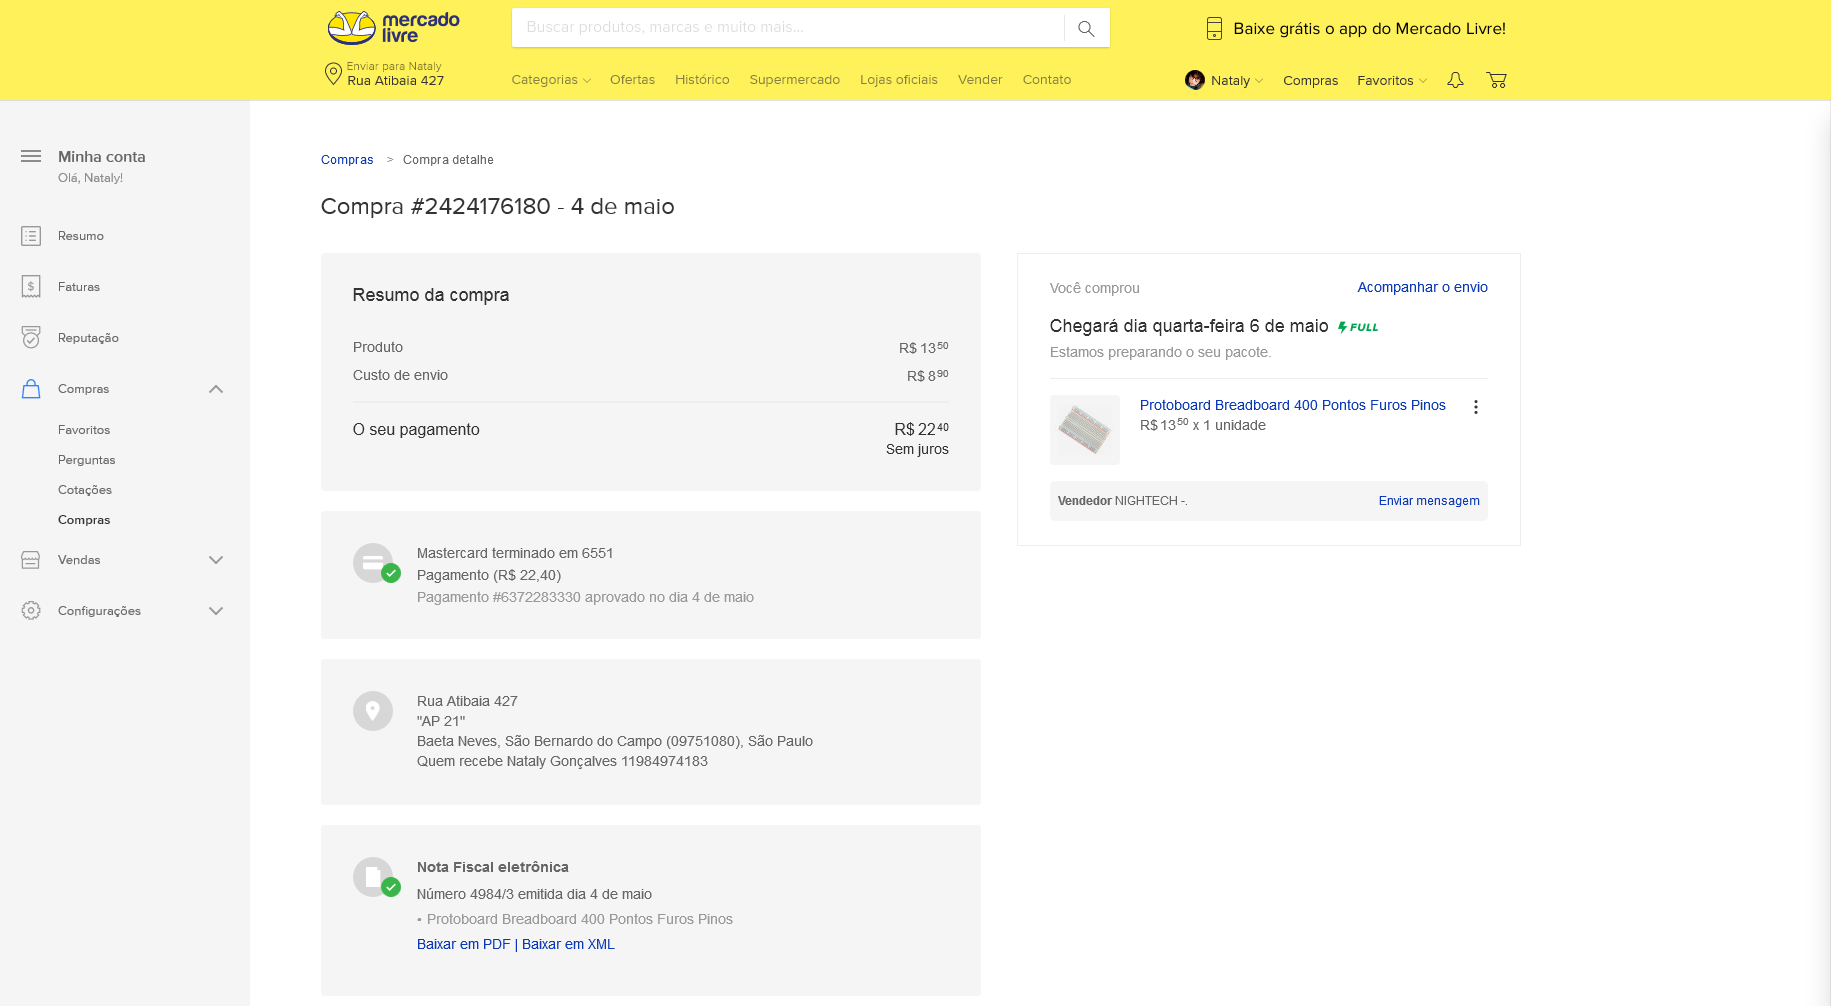 mercado
livre
Buscar produtos, marcas e muito mais...
Baixe grátis o app do Mercado Livre!
Enviar para Nataly
Rua Atibaia 427
Categorias
Ofertas
Histórico
Supermercado
Lojas oficiais
Vender
Contato
Nataly
Compras
Favoritos
Minha conta
Olá, Nataly!
Resumo
Faturas
Reputação
Compras
Favoritos
Perguntas
Cotações
Compras
Vendas
Configurações
Compras > Compra detalhe
Compra #2424176180 - 4 de maio
Resumo da compra
Produto R$ 13 50
Custo de envio R$ 8 90
O seu pagamento R$ 22 40
Sem juros
Mastercard terminado em 6551
Pagamento (R$ 22,40)
Pagamento #6372283330 aprovado no dia 4 de maio
Rua Atibaia 427
"AP 21"
Baeta Neves, São Bernardo do Campo (09751080), São Paulo
Quem recebe Nataly Gonçalves 11984974183
Nota Fiscal eletrônica
Número 4984/3 emitida dia 4 de maio
• Protoboard Breadboard 400 Pontos Furos Pinos
Baixar em PDF | Baixar em XML
Você comprou Acompanhar o envio
Chegará dia quarta-feira 6 de maio FULL
Estamos preparando o seu pacote.
Protoboard Breadboard 400 Pontos Furos Pinos
R$ 13 50 x 1 unidade
Vendedor NIGHTECH -. Enviar mensagem